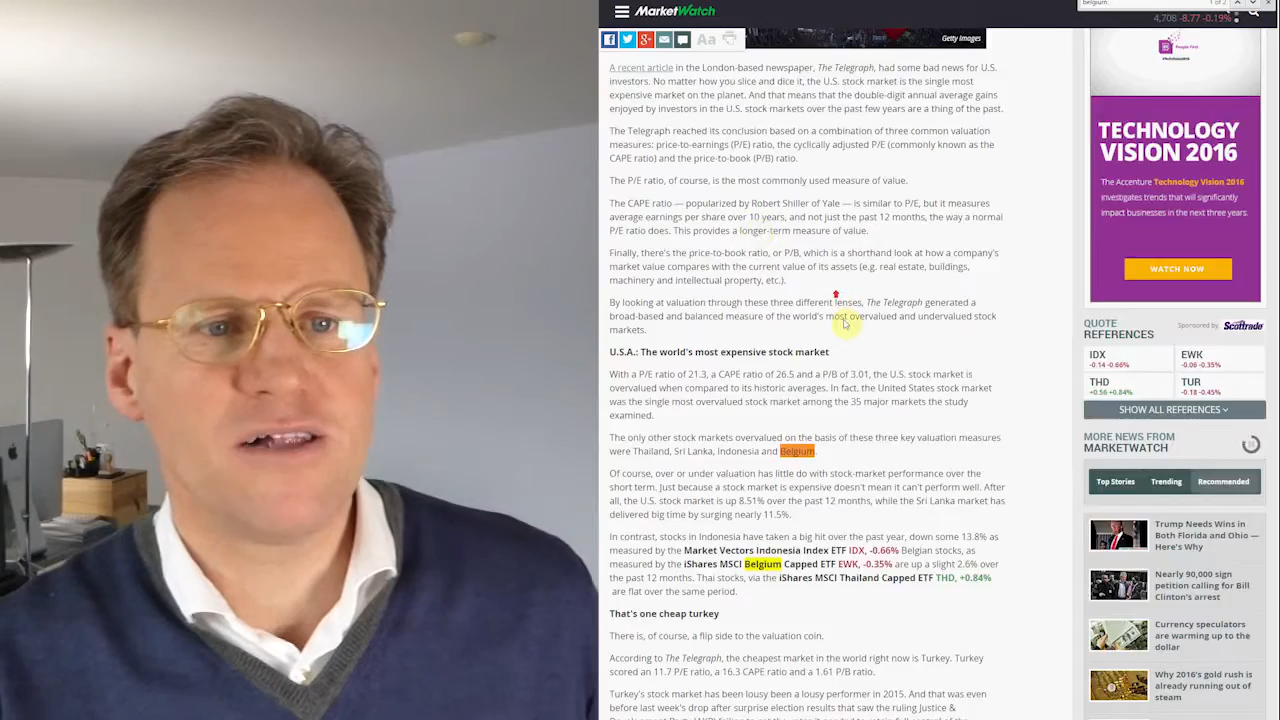 belgium:
1 of 2
MarketWatch
4,708 -8.77 -0.19%
Aa
Getty Images
A recent article in the London-based newspaper, The Telegraph, had some bad news for U.S.
investors. No matter how you slice and dice it, the U.S. stock market is the single most
expensive market on the planet. And that means that the double-digit annual average gains
enjoyed by investors in the U.S. stock markets over the past few years are a thing of the past.
The Telegraph reached its conclusion based on a combination of three common valuation
measures: price-to-earnings (P/E) ratio, the cyclically adjusted P/E (commonly known as the
CAPE ratio) and the price-to-book (P/B) ratio.
The P/E ratio, of course, is the most commonly used measure of value.
The CAPE ratio — popularized by Robert Shiller of Yale — is similar to P/E, but it measures
average earnings per share over 10 years, and not just the past 12 months, the way a normal
P/E ratio does. This provides a longer-term measure of value.
Finally, there's the price-to-book ratio, or P/B, which is a shorthand look at how a company's
market value compares with the current value of its assets (e.g. real estate, buildings,
machinery and intellectual property, etc.).
By looking at valuation through these three different lenses, The Telegraph generated a
broad-based and balanced measure of the world's most overvalued and undervalued stock
markets.
U.S.A.: The world's most expensive stock market
With a P/E ratio of 21.3, a CAPE ratio of 26.5 and a P/B of 3.01, the U.S. stock market is
overvalued when compared to its historic averages. In fact, the United States stock market
was the single most overvalued stock market among the 35 major markets the study
examined.
The only other stock markets overvalued on the basis of these three key valuation measures
were Thailand, Sri Lanka, Indonesia and Belgium.
Of course, over or under valuation has little do with stock-market performance over the
short term. Just because a stock market is expensive doesn't mean it can't perform well. After
all, the U.S. stock market is up 8.51% over the past 12 months, while the Sri Lanka market has
delivered big time by surging nearly 11.5%.
In contrast, stocks in Indonesia have taken a big hit over the past year, down some 13.8% as
measured by the Market Vectors Indonesia Index ETF IDX, -0.66% Belgian stocks, as
measured by the iShares MSCI Belgium Capped ETF EWK, -0.35% are up a slight 2.6% over
the past 12 months. Thai stocks, via the iShares MSCI Thailand Capped ETF THD, +0.84%
are flat over the same period.
That's one cheap turkey
There is, of course, a flip side to the valuation coin.
According to The Telegraph, the cheapest market in the world right now is Turkey. Turkey
scored an 11.7 P/E ratio, a 16.3 CAPE ratio and a 1.61 P/B ratio.
Turkey's stock market has been lousy been a lousy performer in 2015. And that was even
before last week's drop after surprise election results that saw the ruling Justice &
People First
TECHNOLOGY
VISION 2016
The Accenture Technology Vision 2016
investigates trends that will significantly
impact businesses in the next three years.
WATCH NOW
QUOTE
REFERENCES
Sponsored by
Scottrade
IDX
-0.14 -0.66%
EWK
-0.06 -0.35%
THD
+0.56 +0.84%
TUR
-0.18 -0.45%
SHOW ALL REFERENCES
MORE NEWS FROM
MARKETWATCH
Top Stories
Trending
Recommended
Trump Needs Wins in
Both Florida and Ohio —
Here's Why
Nearly 90,000 sign
petition calling for Bill
Clinton's arrest
Currency speculators
are warming up to the
dollar
Why 2016's gold rush is
already running out of
steam